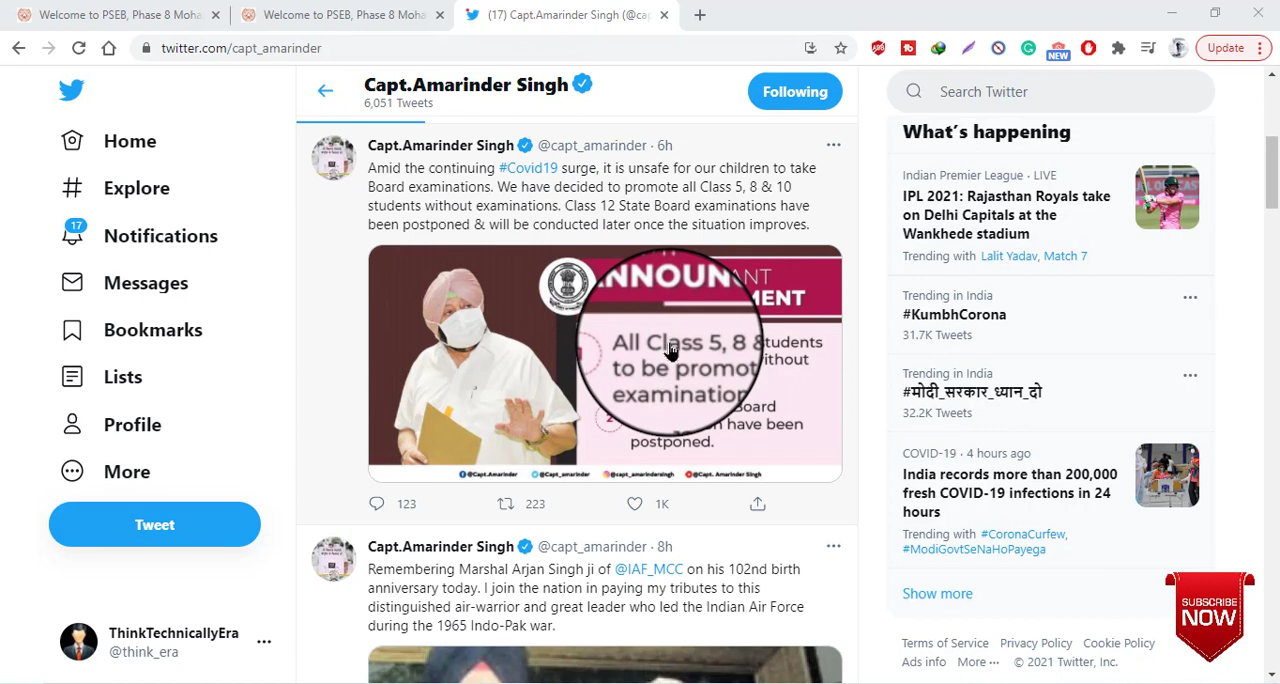 Welcome to PSEB, Phase 8 Moha
Welcome to PSEB, Phase 8 Moha
(17) Capt.Amarinder Singh (@cap
twitter.com/capt_amarinder
NEW
Update
Home
Explore
17
Notifications
Messages
Bookmarks
Lists
Profile
More
Tweet
ThinkTechnicallyEra
@think_era
Capt.Amarinder Singh
6,051 Tweets
Following
Capt.Amarinder Singh @capt_amarinder · 6h
Amid the continuing #Covid19 surge, it is unsafe for our children to take
Board examinations. We have decided to promote all Class 5, 8 & 10
students without examinations. Class 12 State Board examinations have
been postponed & will be conducted later once the situation improves.
NNOUN ANT
MENT
All Class 5, 8 & tudents
to be promot ithout
examination
2 Board
n have been
postponed.
@Capt.Amarinder @Capt_amarinder @capt_amarindersingh @Capt. Amarinder Singh
123 223 1K
Capt.Amarinder Singh @capt_amarinder · 8h
Remembering Marshal Arjan Singh ji of @IAF_MCC on his 102nd birth
anniversary today. I join the nation in paying my tributes to this
distinguished air-warrior and great leader who led the Indian Air Force
during the 1965 Indo-Pak war.
Search Twitter
What's happening
Indian Premier League · LIVE
IPL 2021: Rajasthan Royals take
on Delhi Capitals at the
Wankhede stadium
Trending with Lalit Yadav, Match 7
Trending in India
#KumbhCorona
31.7K Tweets
Trending in India
#मोदी_सरकार_ध्यान_दो
32.2K Tweets
COVID-19 · 4 hours ago
India records more than 200,000
fresh COVID-19 infections in 24
hours
Trending with #CoronaCurfew,
#ModiGovtSeNaHoPayega
Show more
SUBSCRIBE
NOW
Terms of Service Privacy Policy Cookie Policy
Ads info More ··· © 2021 Twitter, Inc.